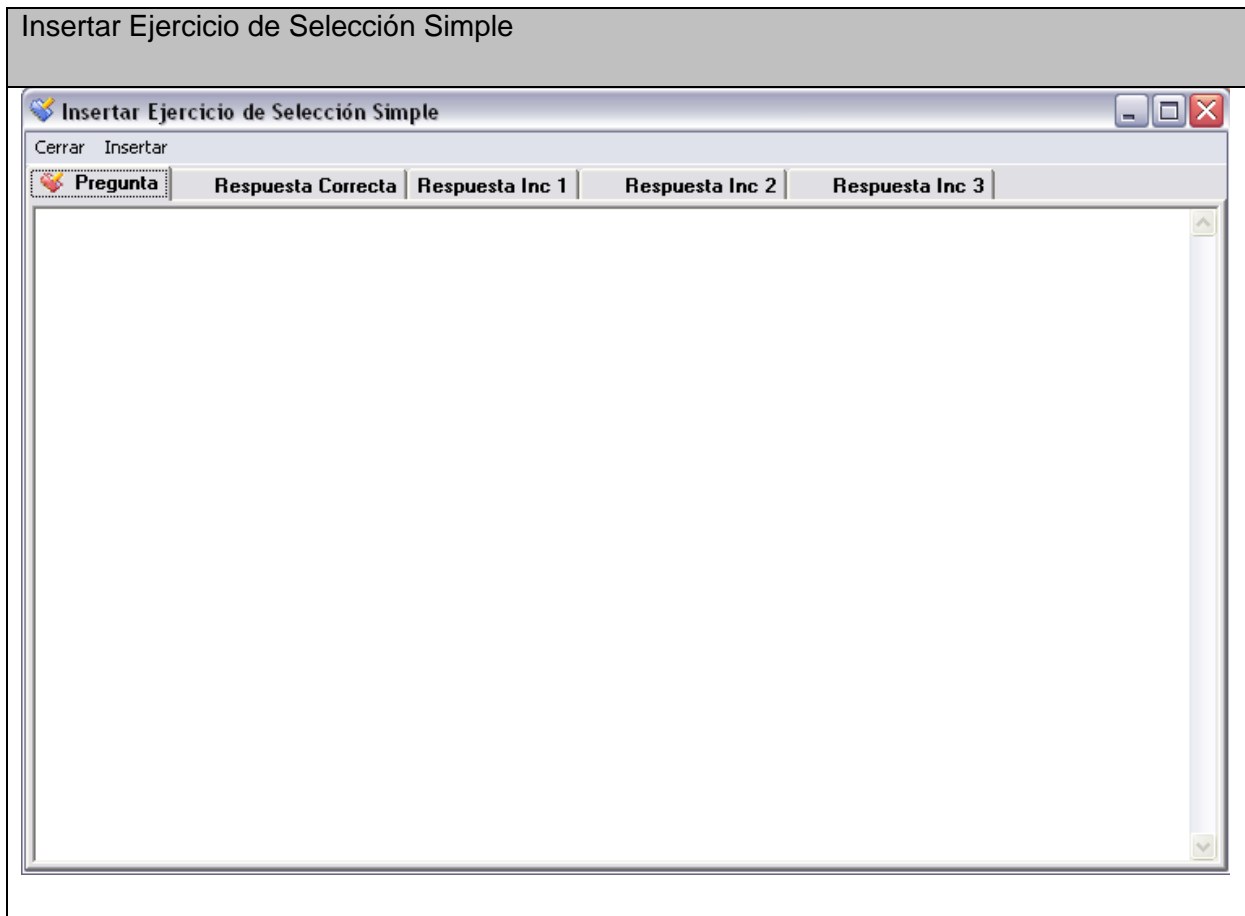 Insertar Ejercicio de Selección Simple
Insertar Ejercicio de Selección Simple
Cerrar Insertar
Pregunta Respuesta Correcta Respuesta Inc 1 Respuesta Inc 2 Respuesta Inc 3